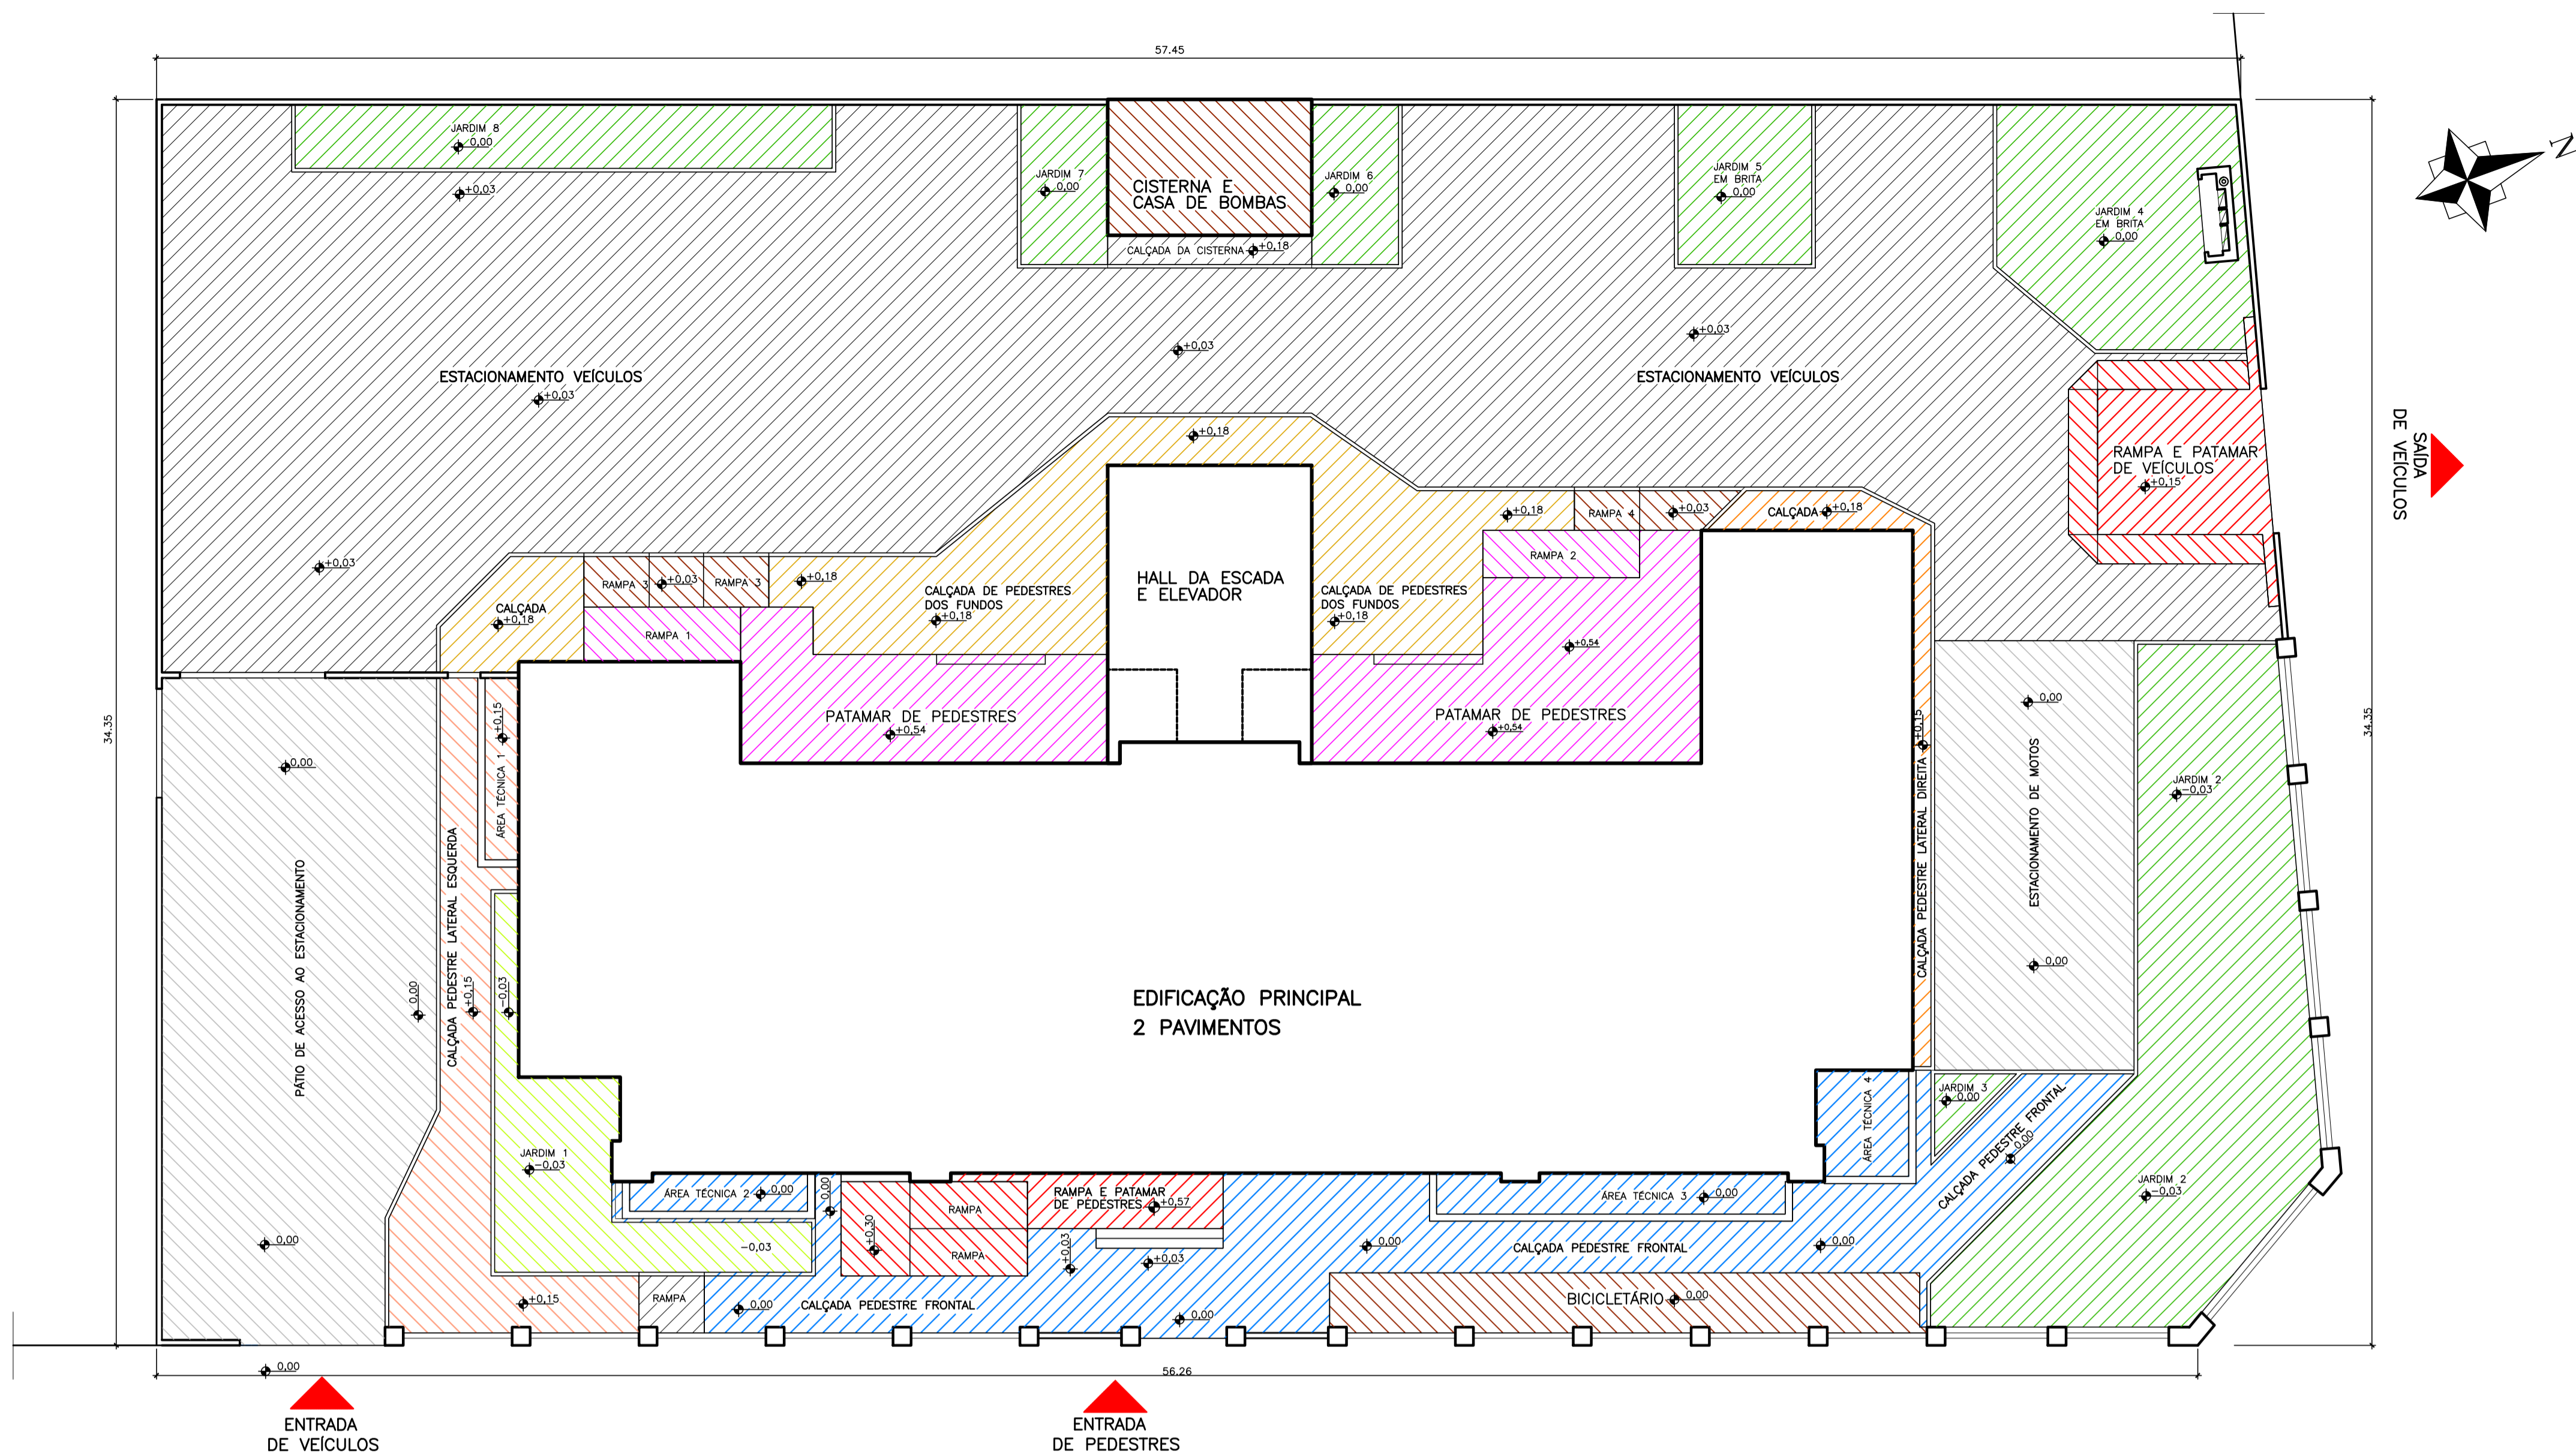 57.45
N
JARDIM 8
0,00
+0,03
JARDIM 7
0,00
CISTERNA E
CASA DE BOMBAS
CALÇADA DA CISTERNA
+0,18
JARDIM 6
0,00
JARDIM 5
EM BRITA
0,00
JARDIM 4
EM BRITA
0,00
+0,03
+0,03
ESTACIONAMENTO VEÍCULOS
+0,03
ESTACIONAMENTO VEÍCULOS
SAÍDA
DE VEÍCULOS
RAMPA E PATAMAR
DE VEÍCULOS
+0,15
+0,18
+0,18
RAMPA 4
+0,03
CALÇADA
+0,18
+0,03
RAMPA 3
+0,03
RAMPA 3
+0,18
CALÇADA DE PEDESTRES
DOS FUNDOS
+0,18
HALL DA ESCADA
E ELEVADOR
CALÇADA DE PEDESTRES
DOS FUNDOS
+0,18
RAMPA 2
CALÇADA
+0,18
RAMPA 1
+0,54
PATAMAR DE PEDESTRES
+0,54
PATAMAR DE PEDESTRES
+0,54
34.35
34.35
+0,15
ÁREA TÉCNICA 1
0,00
PÁTIO DE ACESSO AO ESTACIONAMENTO
0,00
CALÇADA PEDESTRE LATERAL ESQUERDA
+0,15
-0,03
+0,15
CALÇADA PEDESTRE LATERAL DIREITA
0,00
ESTACIONAMENTO DE MOTOS
0,00
JARDIM 2
-0,03
EDIFICAÇÃO PRINCIPAL
2 PAVIMENTOS
JARDIM 1
-0,03
ÁREA TÉCNICA 4
JARDIM 3
0,00
CALÇADA PEDESTRE FRONTAL
0,00
JARDIM 2
-0,03
ÁREA TÉCNICA 2
0,00
0,00
RAMPA
RAMPA E PATAMAR
DE PEDESTRES
+0,57
ÁREA TÉCNICA 3
0,00
0,00
-0,03
+0,30
RAMPA
+0,03
+0,03
0,00
CALÇADA PEDESTRE FRONTAL
0,00
+0,15
RAMPA
0,00
CALÇADA PEDESTRE FRONTAL
0,00
BICICLETÁRIO
0,00
0,00
56.26
ENTRADA
DE VEÍCULOS
ENTRADA
DE PEDESTRES